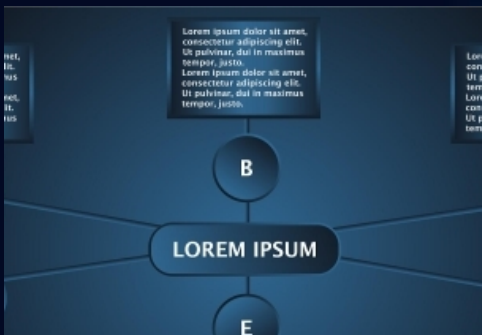 Lorem ipsum dolor sit amet,
consectetur adipiscing elit.
Ut pulvinar, dui in maximus
tempor, justo.
Lorem ipsum dolor sit amet,
consectetur adipiscing elit.
Ut pulvinar, dui in maximus
tempor, justo.
B
LOREM IPSUM
E